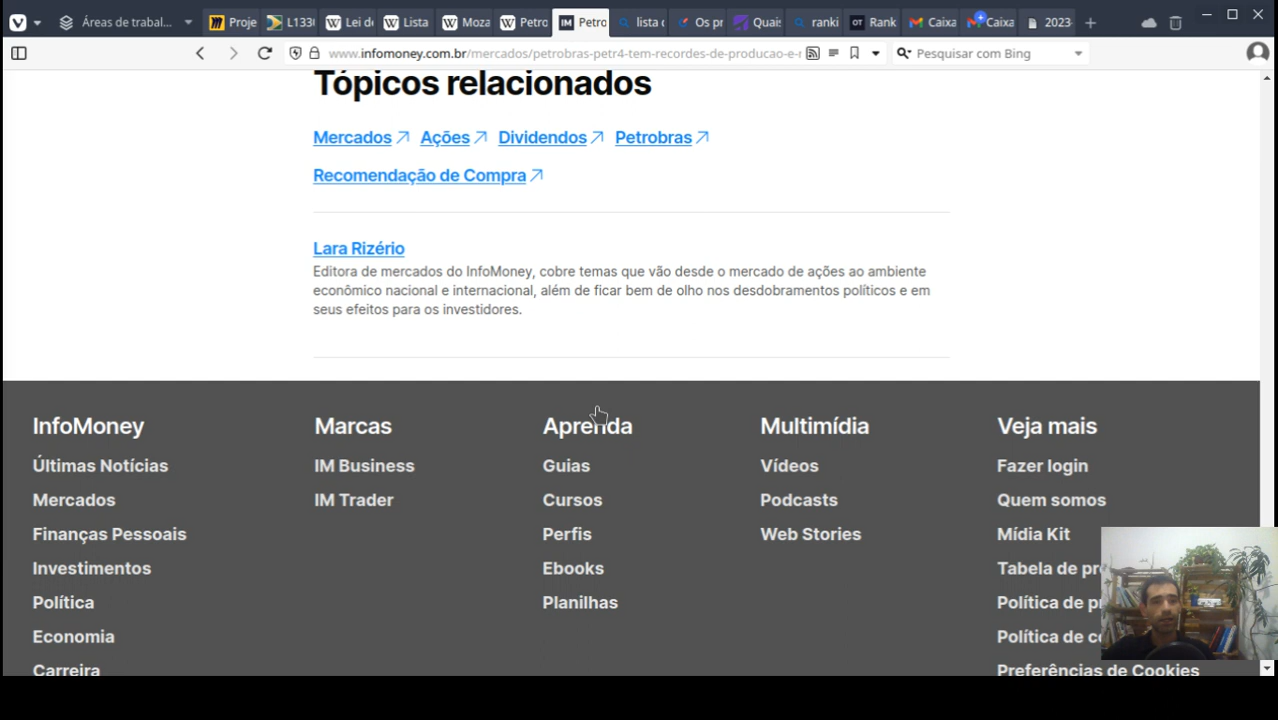 Áreas de trabal...
Proje
L133
Lei d
Lista
Moza
Petro
Petro
lista
Os pr
Quais
ranki
Rank
Caixa
Caixa
2023-
www.infomoney.com.br/mercados/petrobras-petr4-tem-recordes-de-producao-e-r
Pesquisar com Bing
Tópicos relacionados
Mercados Ações Dividendos Petrobras
Recomendação de Compra
Lara Rizério
Editora de mercados do InfoMoney, cobre temas que vão desde o mercado de ações ao ambiente
econômico nacional e internacional, além de ficar bem de olho nos desdobramentos políticos e em
seus efeitos para os investidores.
InfoMoney
Últimas Notícias
Mercados
Finanças Pessoais
Investimentos
Política
Economia
Carreira
Marcas
IM Business
IM Trader
Aprenda
Guias
Cursos
Perfis
Ebooks
Planilhas
Multimídia
Vídeos
Podcasts
Web Stories
Veja mais
Fazer login
Quem somos
Mídia Kit
Tabela de pr
Política de p
Política de c
Preferências de Cookies